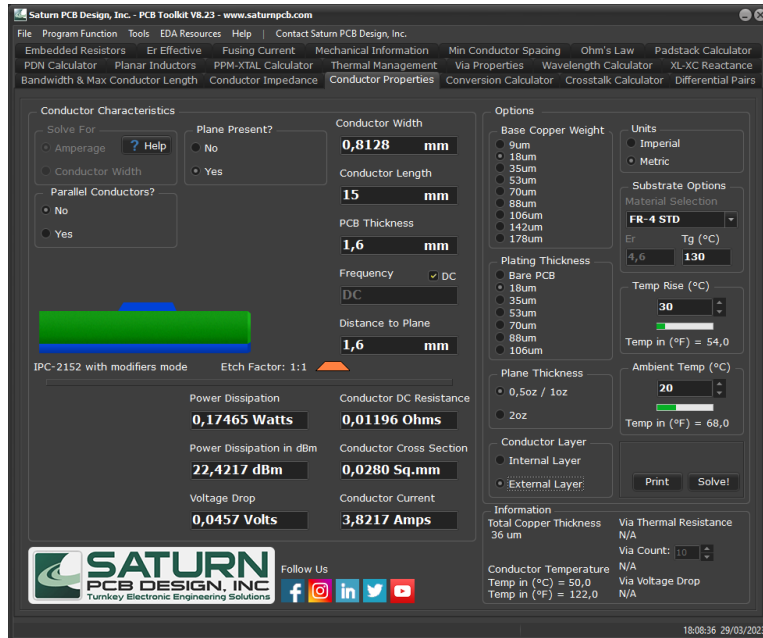 Saturn PCB Design, Inc. - PCB Toolkit V8.23 - www.saturnpcb.com
File Program Function Tools EDA Resources Help | Contact Saturn PCB Design, Inc.
Embedded Resistors Er Effective Fusing Current Mechanical Information Min Conductor Spacing Ohm's Law Padstack Calculator
PDN Calculator Planar Inductors PPM-XTAL Calculator Thermal Management Via Properties Wavelength Calculator XL-XC Reactance
Bandwidth & Max Conductor Length Conductor Impedance Conductor Properties Conversion Calculator Crosstalk Calculator Differential Pairs
Conductor Characteristics
Solve For
Amperage
? Help
Conductor Width
Plane Present?
No
Yes
Parallel Conductors?
No
Yes
Conductor Width
0,8128 mm
Conductor Length
15 mm
PCB Thickness
1,6 mm
Frequency
DC
DC
Distance to Plane
1,6 mm
IPC-2152 with modifiers mode
Etch Factor: 1:1
Power Dissipation
0,17465 Watts
Conductor DC Resistance
0,01196 Ohms
Power Dissipation in dBm
22,4217 dBm
Conductor Cross Section
0,0280 Sq.mm
Voltage Drop
0,0457 Volts
Conductor Current
3,8217 Amps
Options
Base Copper Weight
9um
18um
35um
53um
70um
88um
106um
142um
178um
Plating Thickness
Bare PCB
18um
35um
53um
70um
88um
106um
Plane Thickness
0,5oz / 1oz
2oz
Conductor Layer
Internal Layer
External Layer
Units
Imperial
Metric
Substrate Options
Material Selection
FR-4 STD
Er
4,6
Tg (°C)
130
Temp Rise (°C)
30
Temp in (°F) = 54,0
Ambient Temp (°C)
20
Temp in (°F) = 68,0
Print
Solve!
Information
Total Copper Thickness
36 um
Conductor Temperature
Temp in (°C) = 50,0
Temp in (°F) = 122,0
Via Thermal Resistance
N/A
Via Count: 10
N/A
Via Voltage Drop
N/A
SATURN
PCB DESIGN, INC
Turnkey Electronic Engineering Solutions
Follow Us
18:08:36 29/03/2023